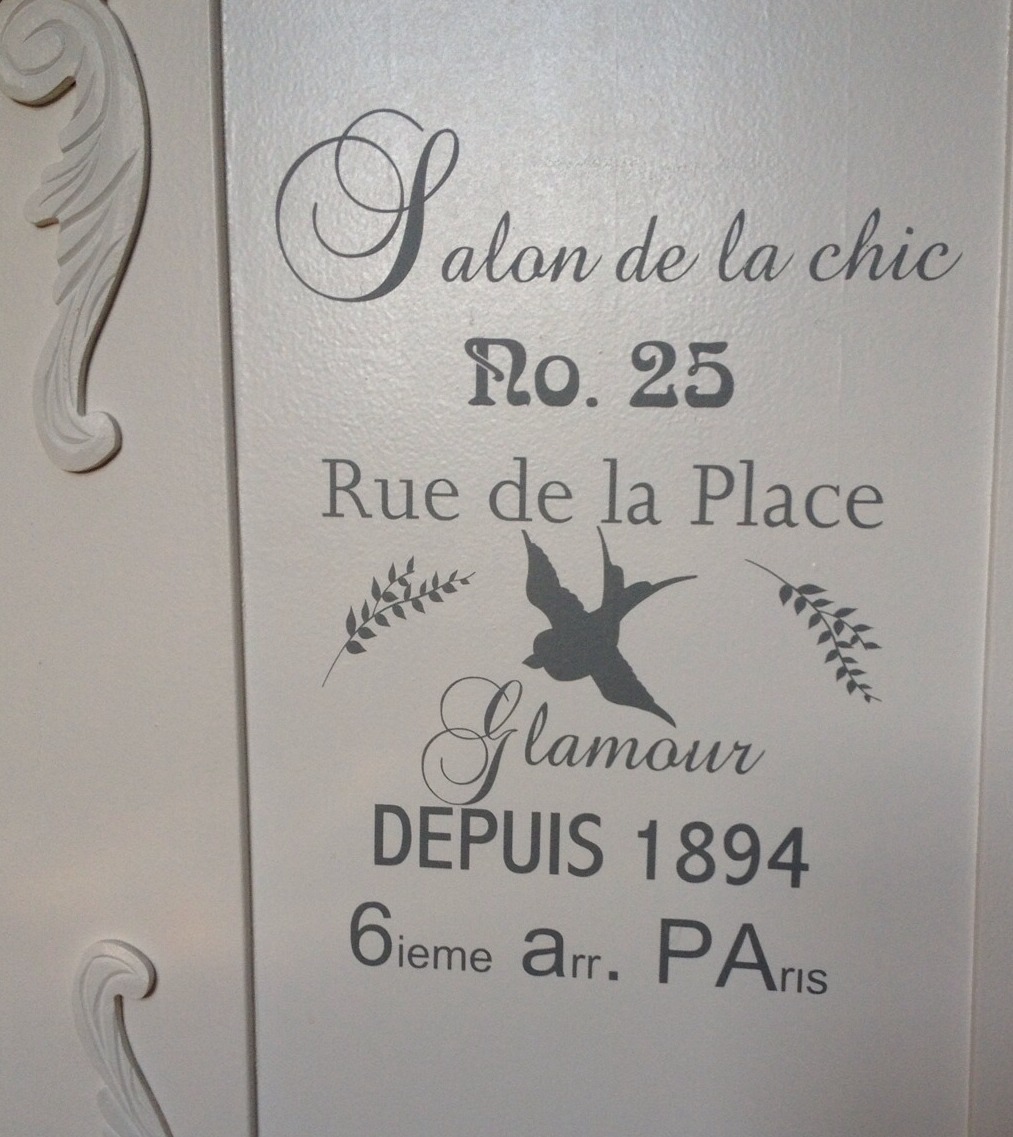 Salon de la chic
No. 25
Rue de la Place
Glamour
DEPUIS 1894
6ieme arr. PAris